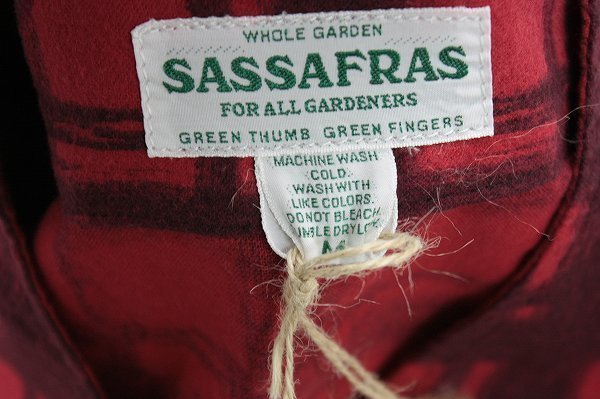 WHOLE GARDEN
SASSAFRAS
FOR ALL GARDENERS
GREEN THUMB GREEN FINGERS
MACHINE WASH
COLD.
WASH WITH
LIKE COLORS.
DO NOT BLEACH